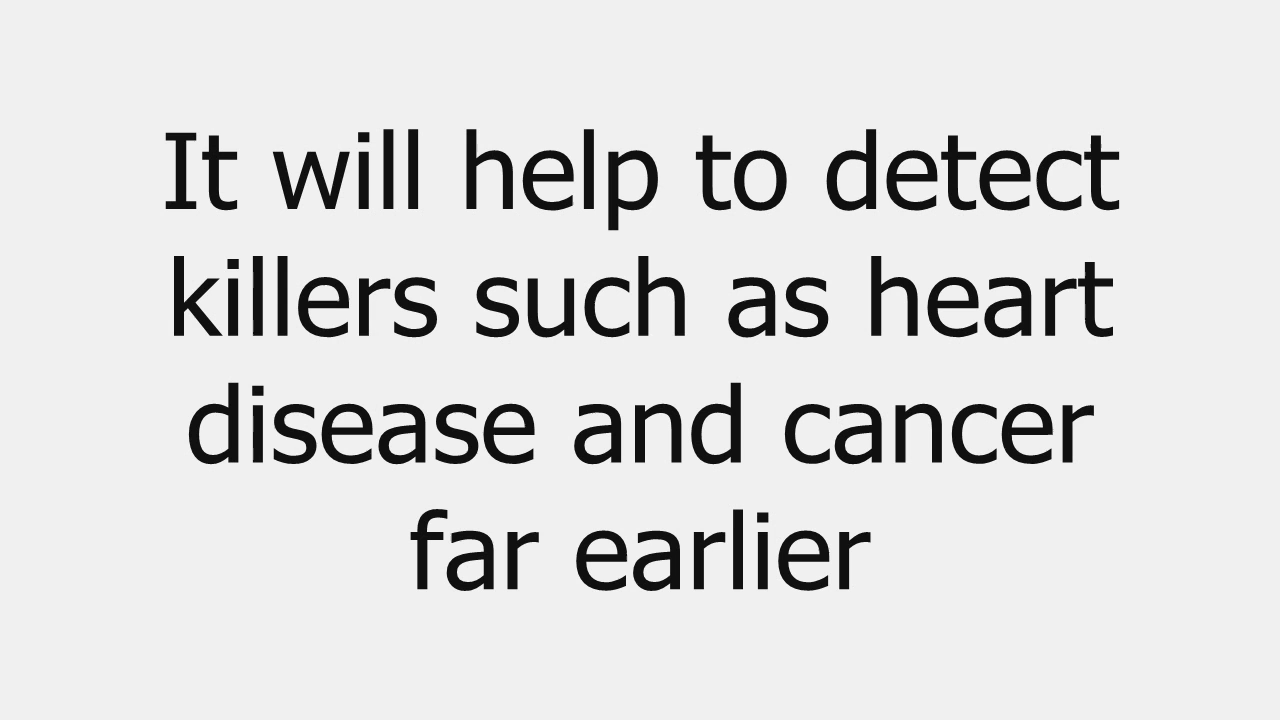 It will help to detect
killers such as heart
disease and cancer
far earlier